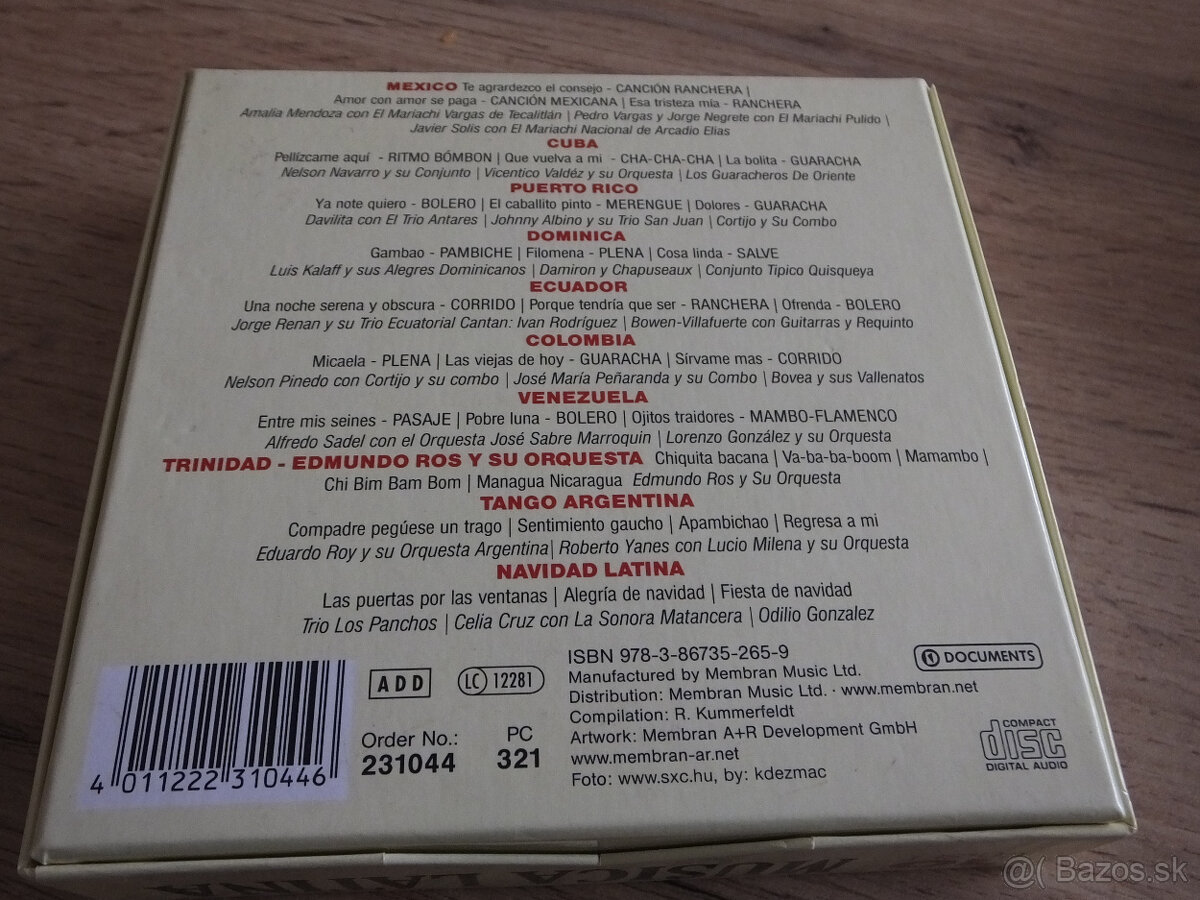 MEXICO Te agrardezco el consejo - CANCIÓN RANCHERA |
Amor con amor se paga - CANCIÓN MEXICANA | Esa tristeza mía - RANCHERA
Amalia Mendoza con El Mariachi Vargas de Tecalitlán | Pedro Vargas y Jorge Negrete con El Mariachi Pulido |
Javier Solis con El Mariachi Nacional de Arcadio Elias
CUBA
Pellízcame aquí - RITMO BÓMBON | Que vuelva a mi - CHA-CHA-CHA | La bolita - GUARACHA
Nelson Navarro y su Conjunto | Vicentico Valdéz y su Orquesta | Los Guaracheros De Oriente
PUERTO RICO
Ya note quiero - BOLERO | El caballito pinto - MERENGUE | Dolores - GUARACHA
Davilita con El Trio Antares | Johnny Albino y su Trio San Juan | Cortijo y Su Combo
DOMINICA
Gambao - PAMBICHE | Filomena - PLENA | Cosa linda - SALVE
Luis Kalaff y sus Alegres Dominicanos | Damiron y Chapuseaux | Conjunto Tipico Quisqueya
ECUADOR
Una noche serena y obscura - CORRIDO | Porque tendría que ser - RANCHERA | Ofrenda - BOLERO
Jorge Renan y su Trio Ecuatorial Cantan: Ivan Rodríguez | Bowen-Villafuerte con Guitarras y Requinto
COLOMBIA
Micaela - PLENA | Las viejas de hoy - GUARACHA | Sírvame mas - CORRIDO
Nelson Pinedo con Cortijo y su combo | José María Peñaranda y su Combo | Bovea y sus Vallenatos
VENEZUELA
Entre mis seines - PASAJE | Pobre luna - BOLERO | Ojitos traidores - MAMBO-FLAMENCO
Alfredo Sadel con el Orquesta José Sabre Marroquin | Lorenzo González y su Orquesta
TRINIDAD - EDMUNDO ROS Y SU ORQUESTA Chiquita bacana | Va-ba-ba-boom | Mamambo |
Chi Bim Bam Bom | Managua Nicaragua Edmundo Ros y Su Orquesta
TANGO ARGENTINA
Compadre pegúese un trago | Sentimiento gaucho | Apambichao | Regresa a mi
Eduardo Roy y su Orquesta Argentina | Roberto Yanes con Lucio Milena y su Orquesta
NAVIDAD LATINA
Las puertas por las ventanas | Alegría de navidad | Fiesta de navidad
Trio Los Panchos | Celia Cruz con La Sonora Matancera | Odilio Gonzalez
4 011222 310446
ADD
LC 12281
Order No.: PC
231044 321
ISBN 978-3-86735-265-9
Manufactured by Membran Music Ltd.
Distribution: Membran Music Ltd. · www.membran.net
Compilation: R. Kummerfeldt
Artwork: Membran A+R Development GmbH
www.membran-ar.net
Foto: www.sxc.hu, by: kdezmac
DOCUMENTS
COMPACT
disc
DIGITAL AUDIO
MUSICA LATINA
@( Bazos.sk